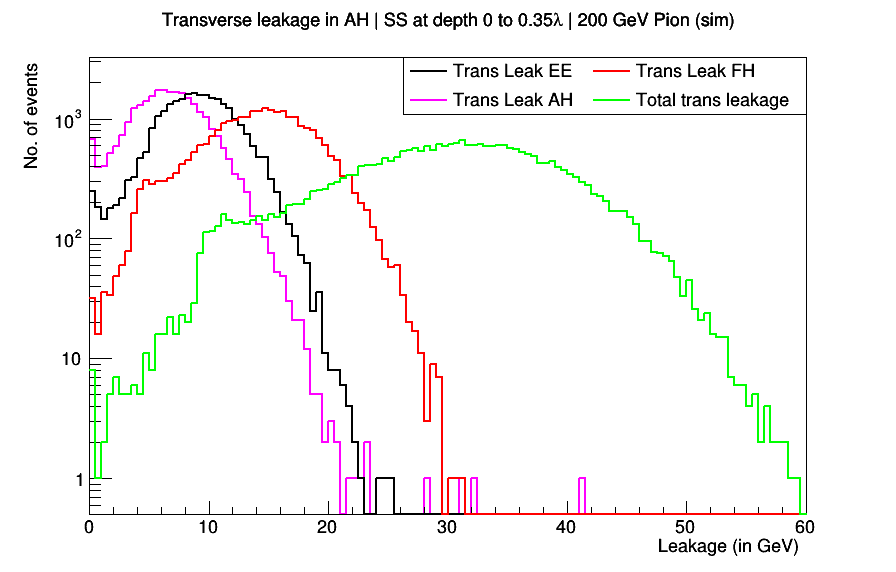 Transverse leakage in AH | SS at depth 0 to 0.35λ | 200 GeV Pion (sim)
No. of events
Trans Leak EE
Trans Leak FH
Trans Leak AH
Total trans leakage
10³
10²
10
1
0
10
20
30
40
50
60
Leakage (in GeV)